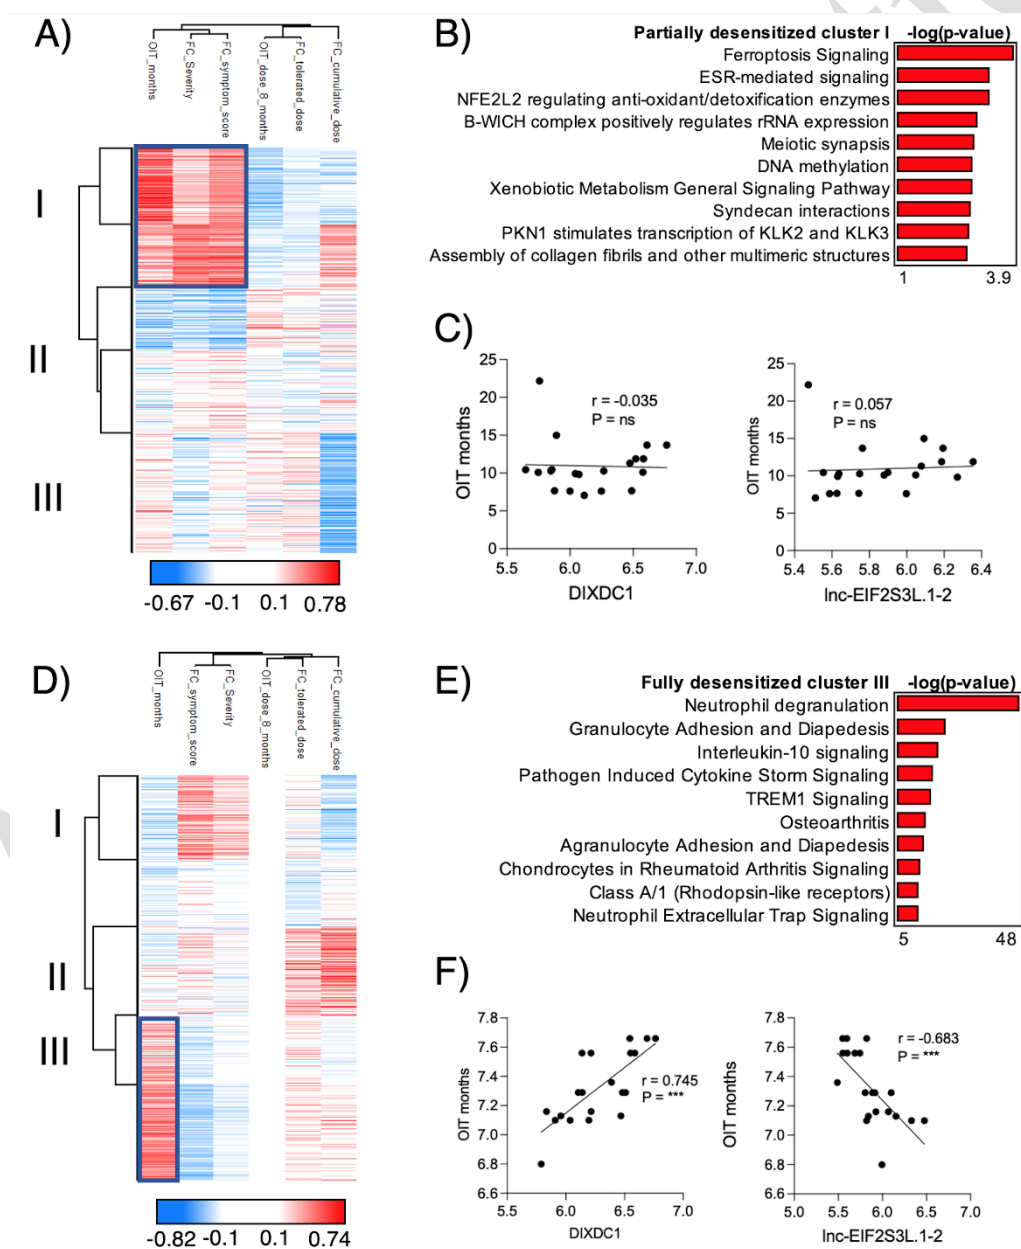 A)
OIT_months
FC_Severity
FC_symptom_score
OIT_dose_8_months
FC_tolerated_dose
FC_cumulative_dose
I
II
III
-0.67 -0.1 0.1 0.78
B)
Partially desensitized cluster I -log(p-value)
Ferroptosis Signaling
ESR-mediated signaling
NFE2L2 regulating anti-oxidant/detoxification enzymes
B-WICH complex positively regulates rRNA expression
Meiotic synapsis
DNA methylation
Xenobiotic Metabolism General Signaling Pathway
Syndecan interactions
PKN1 stimulates transcription of KLK2 and KLK3
Assembly of collagen fibrils and other multimeric structures
1 3.9
C)
OIT months
25
20
15
10
5
0
r = -0.035
P = ns
5.5 6.0 6.5 7.0
DIXDC1
OIT months
25
20
15
10
5
0
r = 0.057
P = ns
5.4 5.6 5.8 6.0 6.2 6.4
lnc-EIF2S3L.1-2
D)
OIT_months
FC_symptom_score
FC_Severity
OIT_dose_8_months
FC_tolerated_dose
FC_cumulative_dose
I
II
III
-0.82 -0.1 0.1 0.74
E)
Fully desensitized cluster III -log(p-value)
Neutrophil degranulation
Granulocyte Adhesion and Diapedesis
Interleukin-10 signaling
Pathogen Induced Cytokine Storm Signaling
TREM1 Signaling
Osteoarthritis
Agranulocyte Adhesion and Diapedesis
Chondrocytes in Rheumatoid Arthritis Signaling
Class A/1 (Rhodopsin-like receptors)
Neutrophil Extracellular Trap Signaling
5 48
F)
OIT months
7.8
7.6
7.4
7.2
7.0
6.8
6.6
r = 0.745
P = ***
5.5 6.0 6.5 7.0
DIXDC1
OIT months
7.8
7.6
7.4
7.2
7.0
6.8
6.6
r = -0.683
P = ***
5.0 5.5 6.0 6.5 7.0
lnc-EIF2S3L.1-2